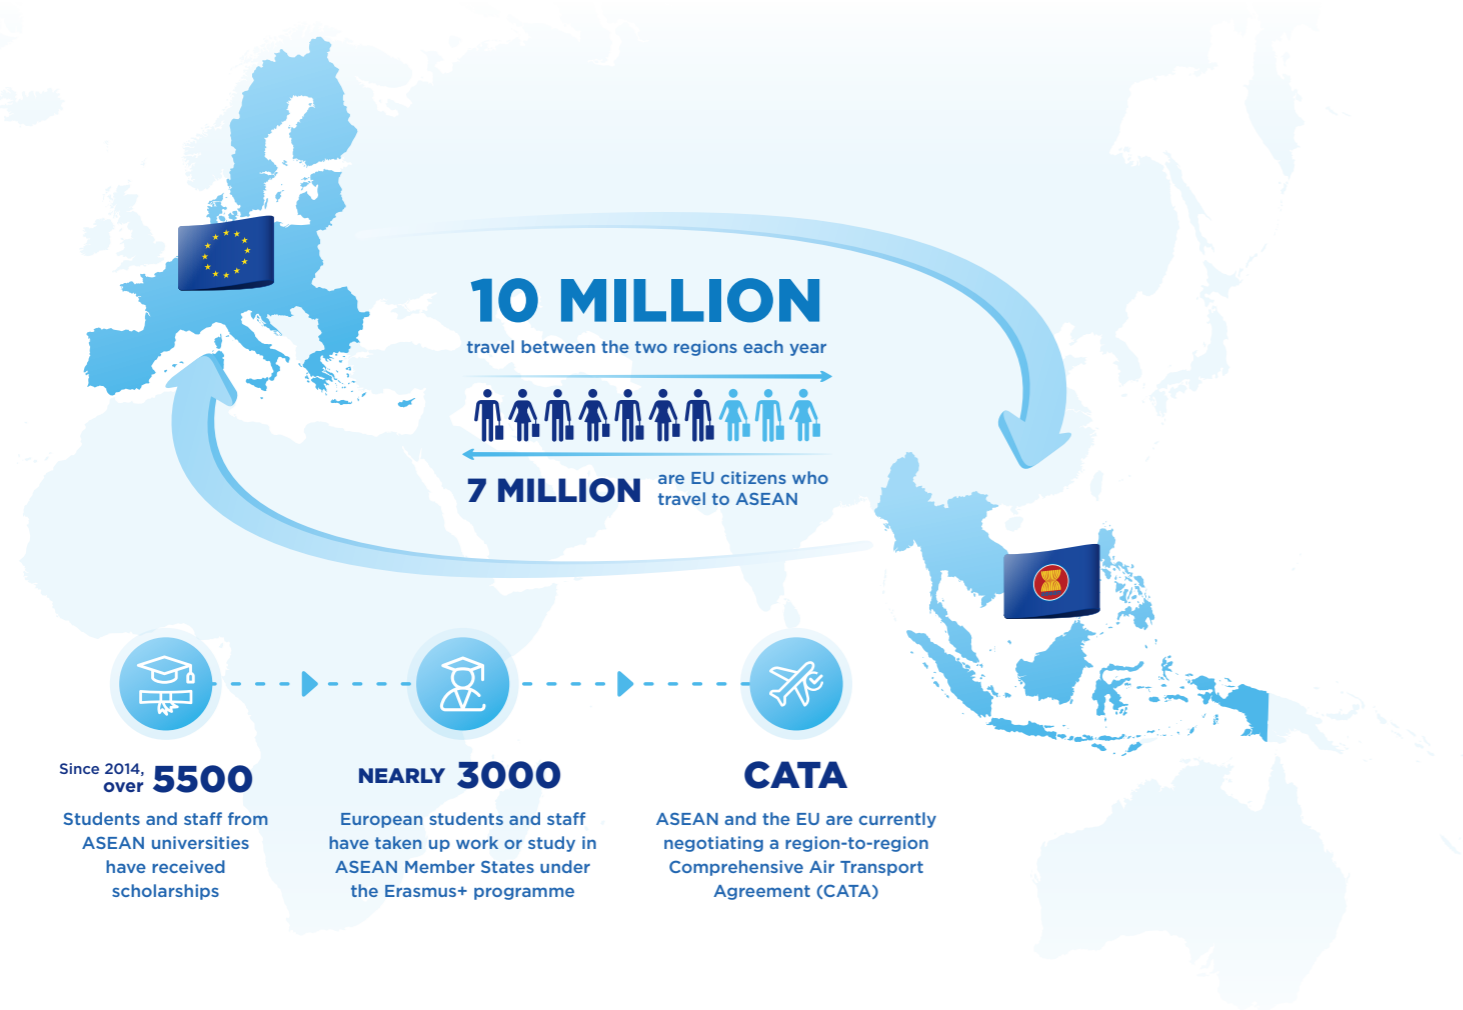 10 MILLION
travel between the two regions each year
7 MILLION
are EU citizens who
travel to ASEAN
Since 2014,
over 5500
Students and staff from
ASEAN universities
have received
scholarships
NEARLY 3000
European students and staff
have taken up work or study in
ASEAN Member States under
the Erasmus+ programme
CATA
ASEAN and the EU are currently
negotiating a region-to-region
Comprehensive Air Transport
Agreement (CATA)